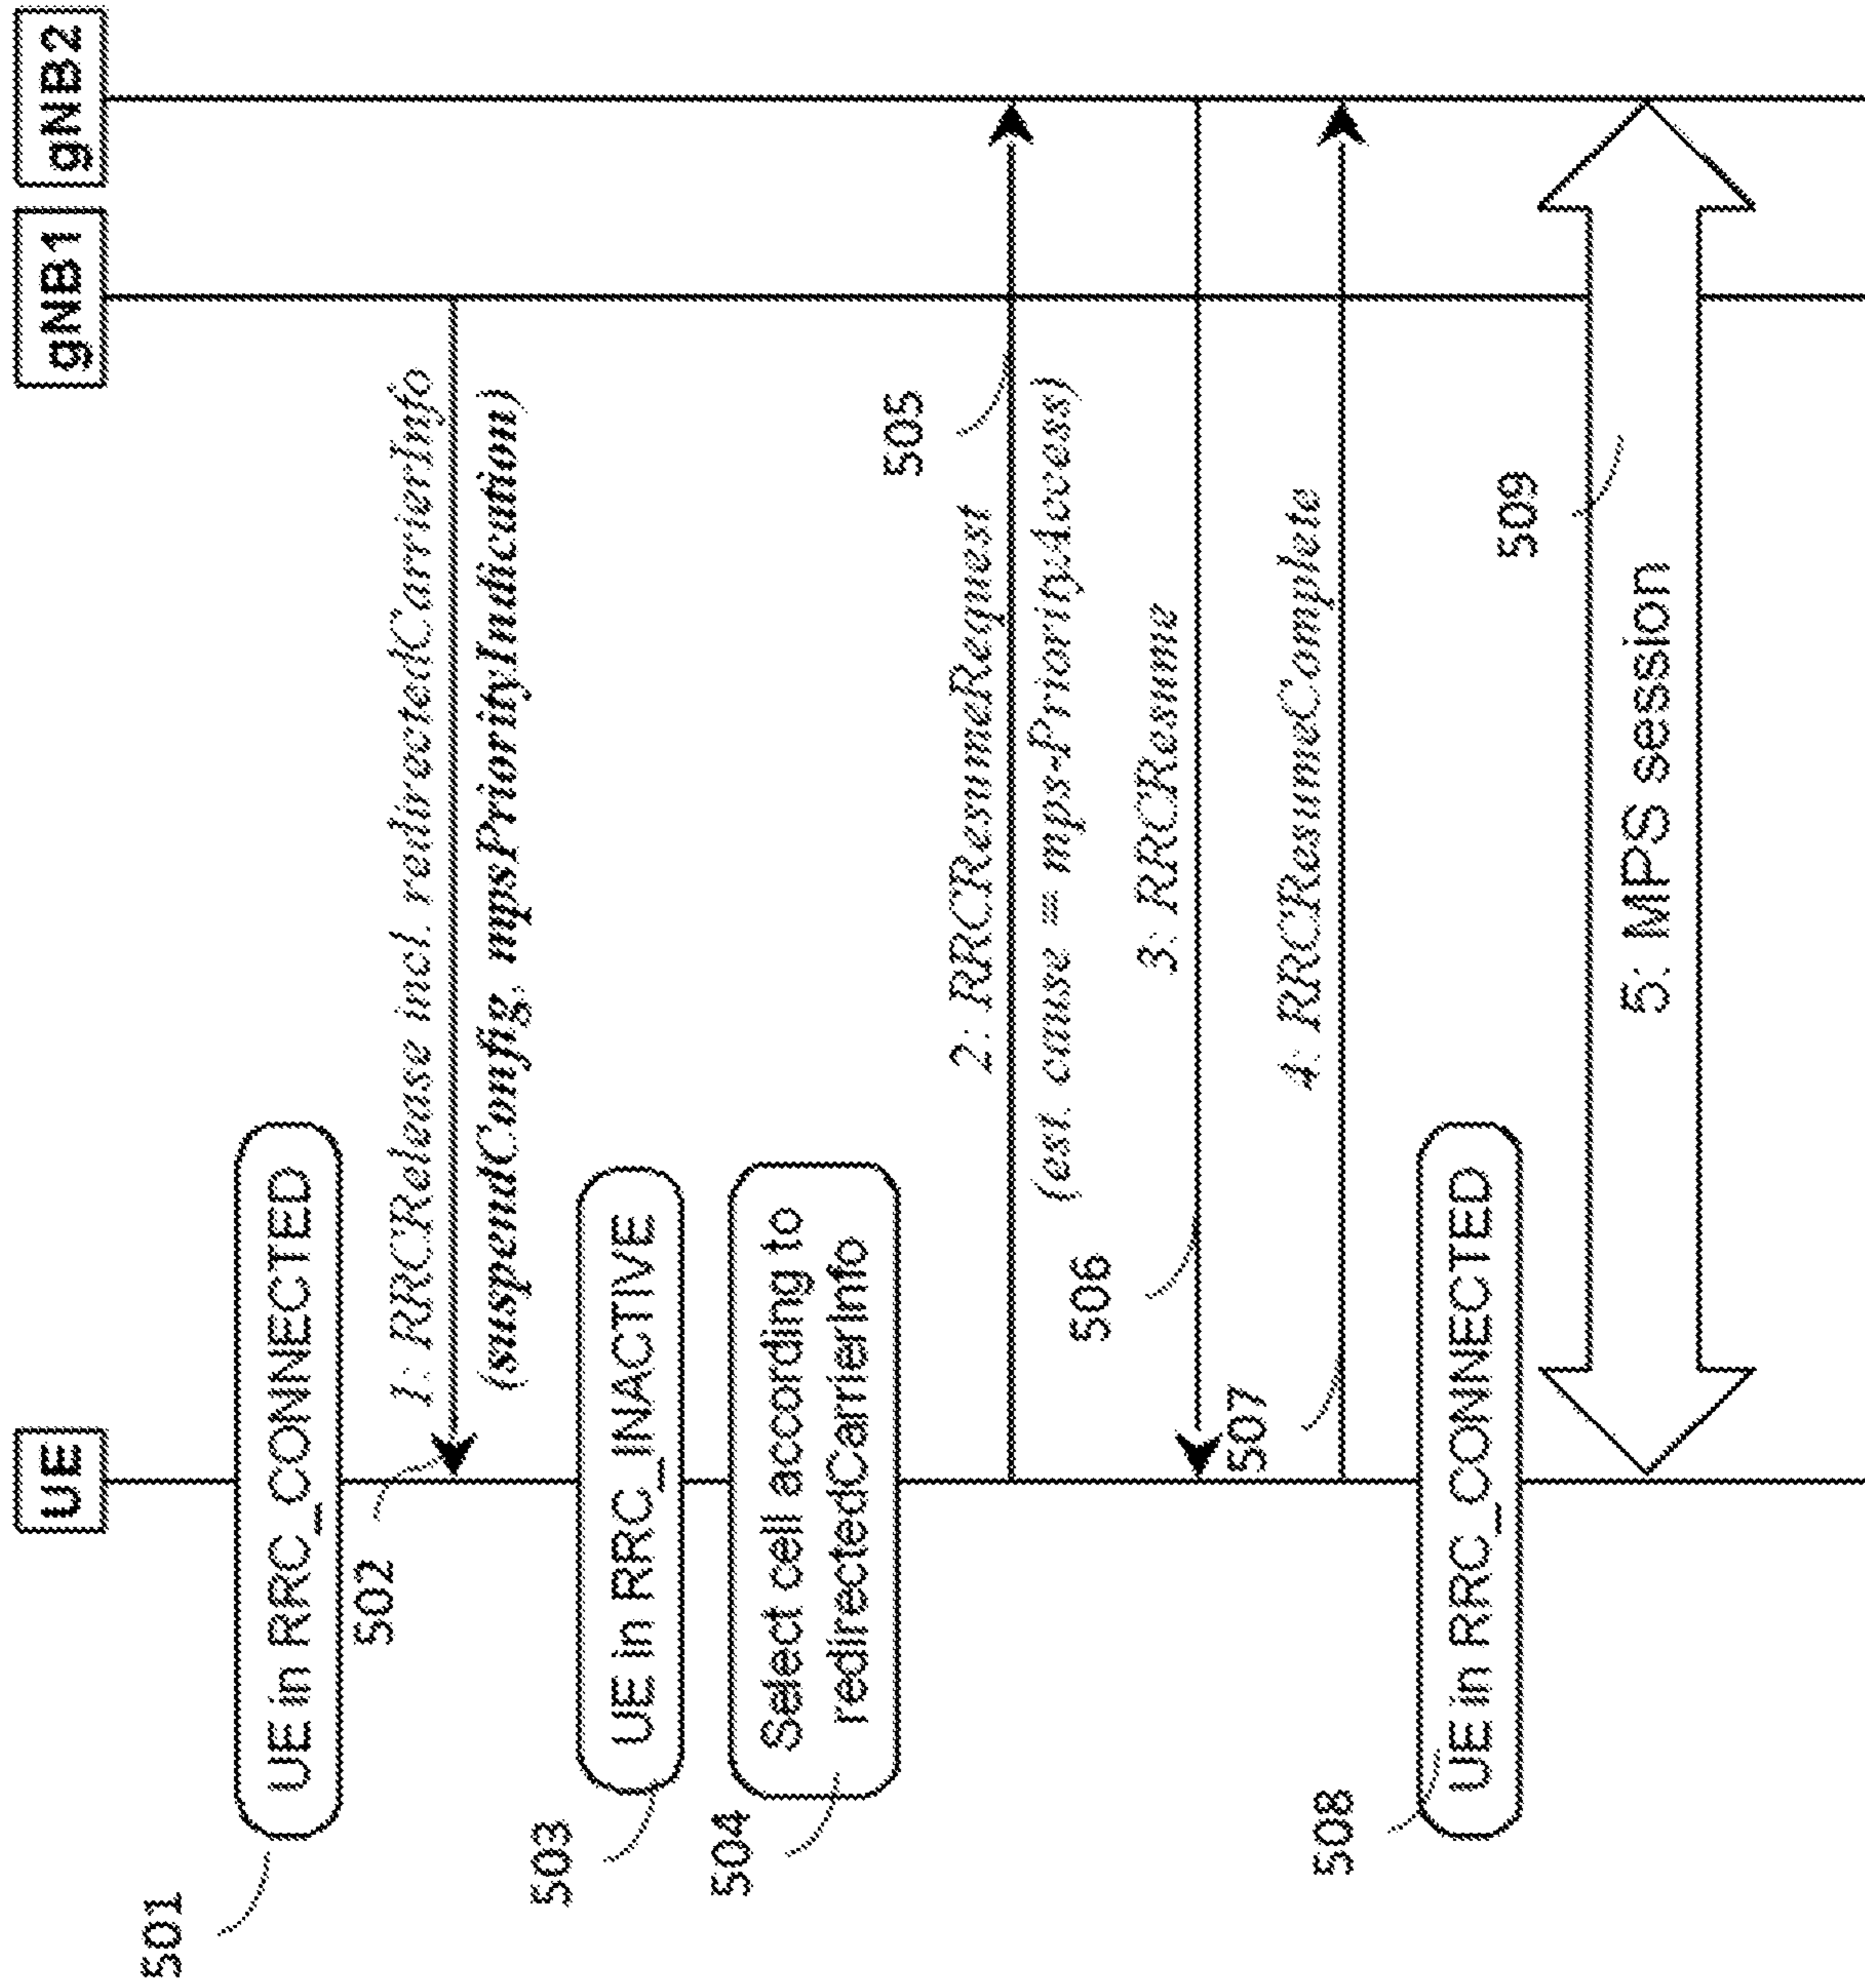 UE
gNB1
gNB2
501
UE in RRC_CONNECTED
502
1: RRCRelease incl. redirectedCarrierInfo
(suspendConfig, mpsPriorityIndication)
503
UE in RRC_INACTIVE
504
Select cell according to
redirectedCarrierInfo
505
2: RRCResumeRequest
(est. cause = mps-PriorityAccess)
506
3: RRCResume
507
4: RRCResumeComplete
508
UE in RRC_CONNECTED
509
5: MPS session